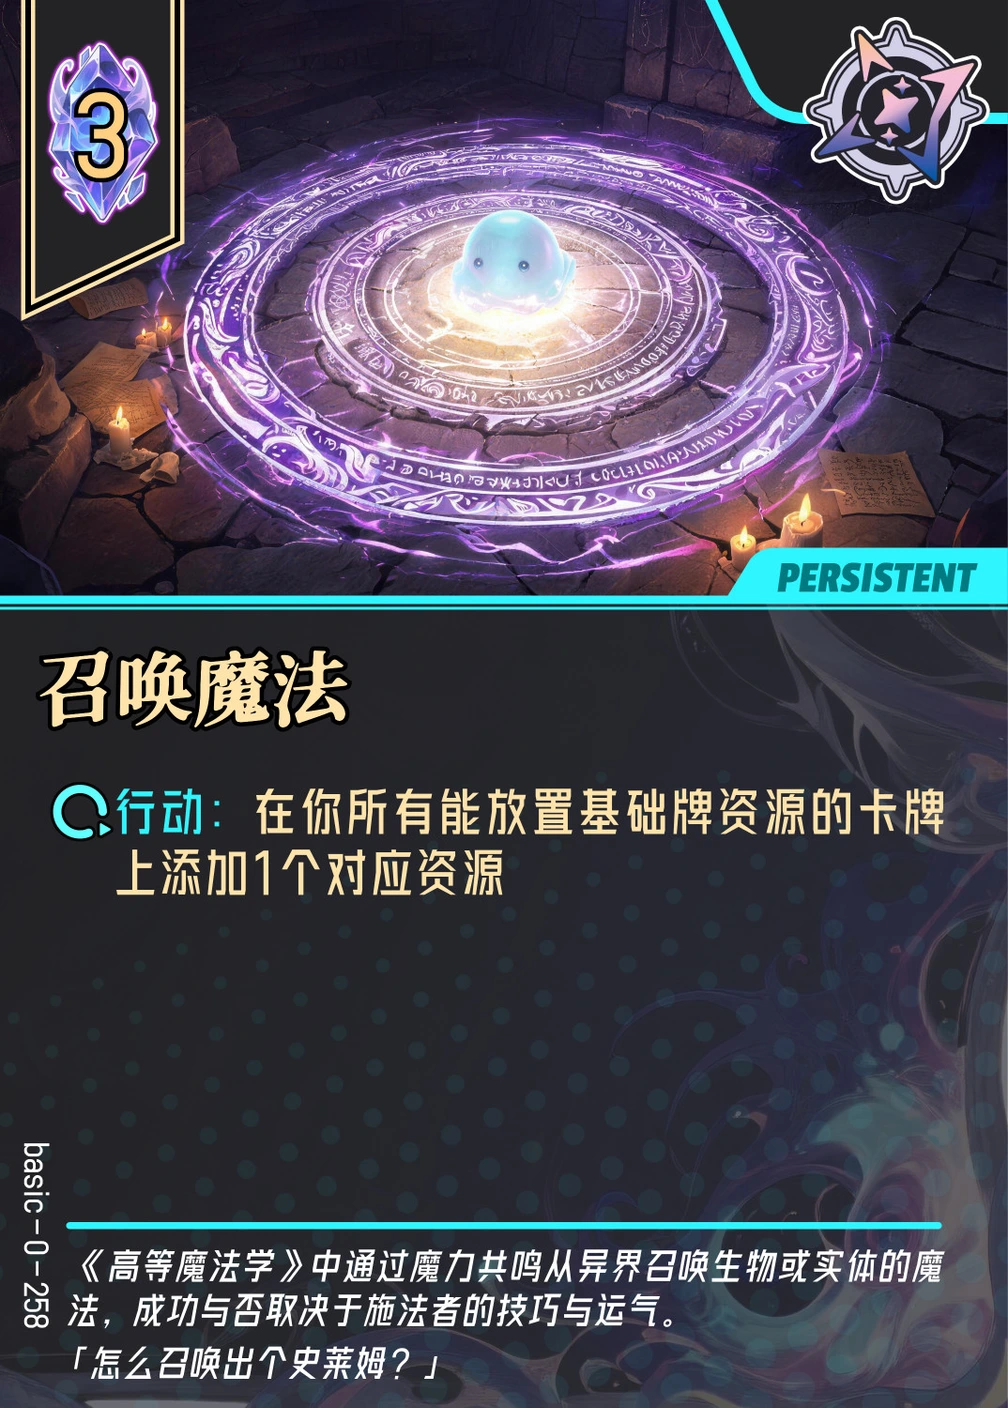 3
PERSISTENT
召唤魔法
行动：在你所有能放置基础牌资源的卡牌
上添加1个对应资源
basic-0-258
《高等魔法学》中通过魔力共鸣从异界召唤生物或实体的魔
法，成功与否取决于施法者的技巧与运气。
「怎么召唤出个史莱姆？」